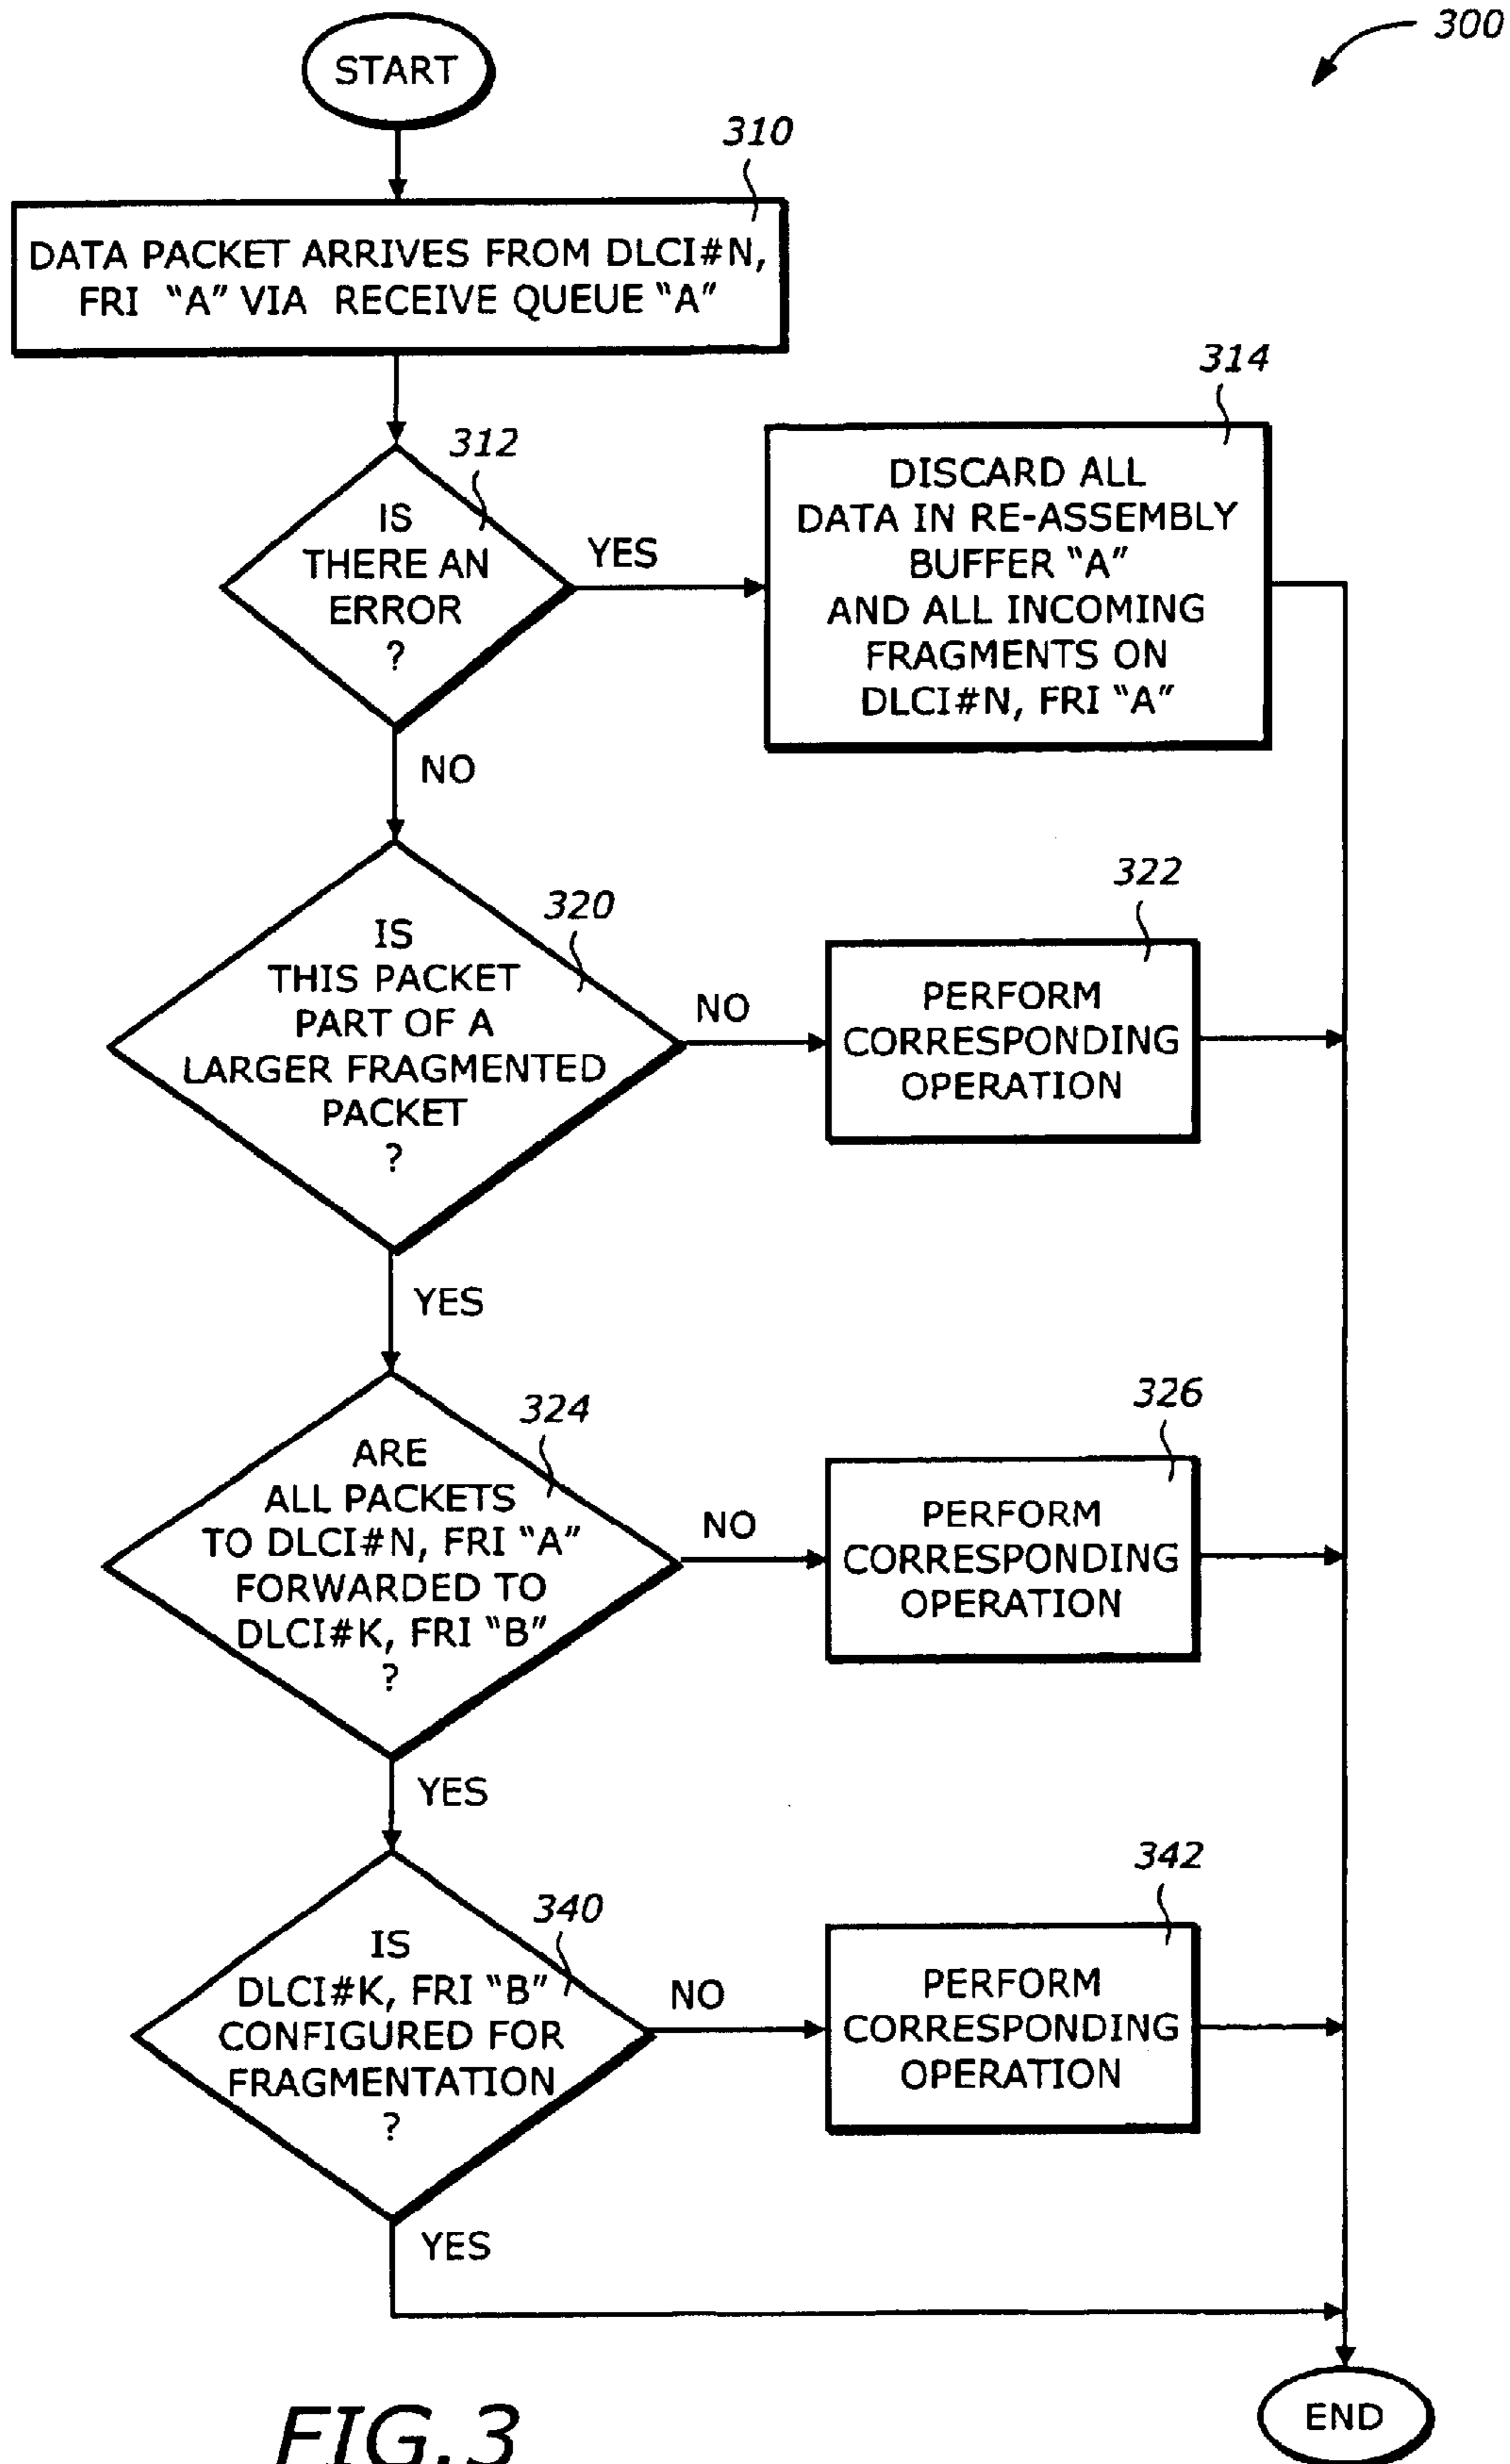 300
START
310
DATA PACKET ARRIVES FROM DLCI#N,
FRI “A” VIA RECEIVE QUEUE “A”
312
IS
THERE AN
ERROR
?
YES
NO
314
DISCARD ALL
DATA IN RE-ASSEMBLY
BUFFER “A”
AND ALL INCOMING
FRAGMENTS ON
DLCI#N, FRI “A”
320
IS
THIS PACKET
PART OF A
LARGER FRAGMENTED
PACKET
?
NO
YES
322
PERFORM
CORRESPONDING
OPERATION
324
ARE
ALL PACKETS
TO DLCI#N, FRI “A”
FORWARDED TO
DLCI#K, FRI “B”
?
NO
YES
326
PERFORM
CORRESPONDING
OPERATION
340
IS
DLCI#K, FRI “B”
CONFIGURED FOR
FRAGMENTATION
?
NO
YES
342
PERFORM
CORRESPONDING
OPERATION
END
FIG.3